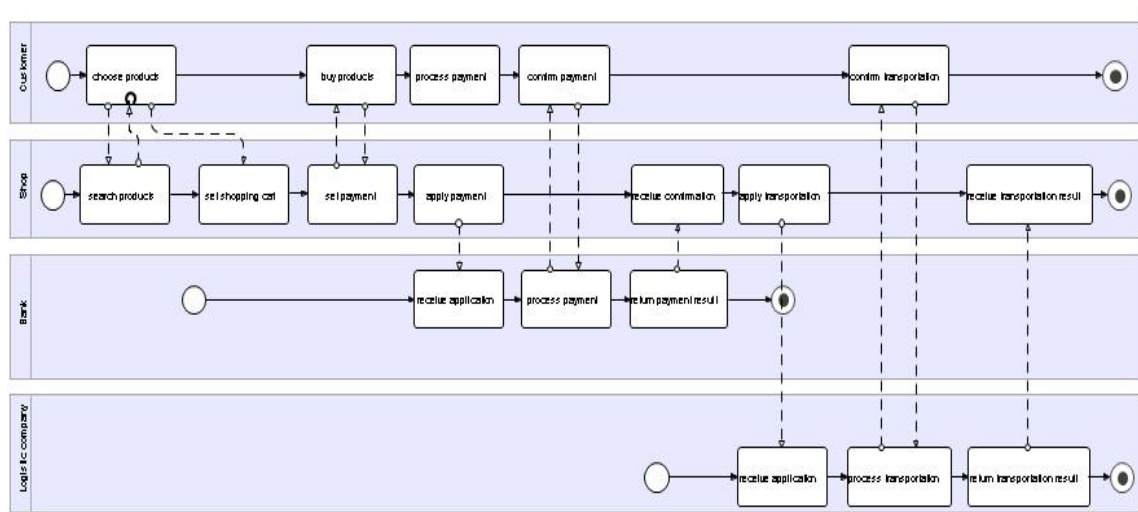 Customer
choose products
buy products
process payment
confirm payment
confirm transportation
Shop
search products
set shopping cart
set payment
apply payment
receive confirmation
apply transportation
receive transportation result
Bank
receive application
process payment
return payment result
Logistic company
receive application
process transportation
return transportation result